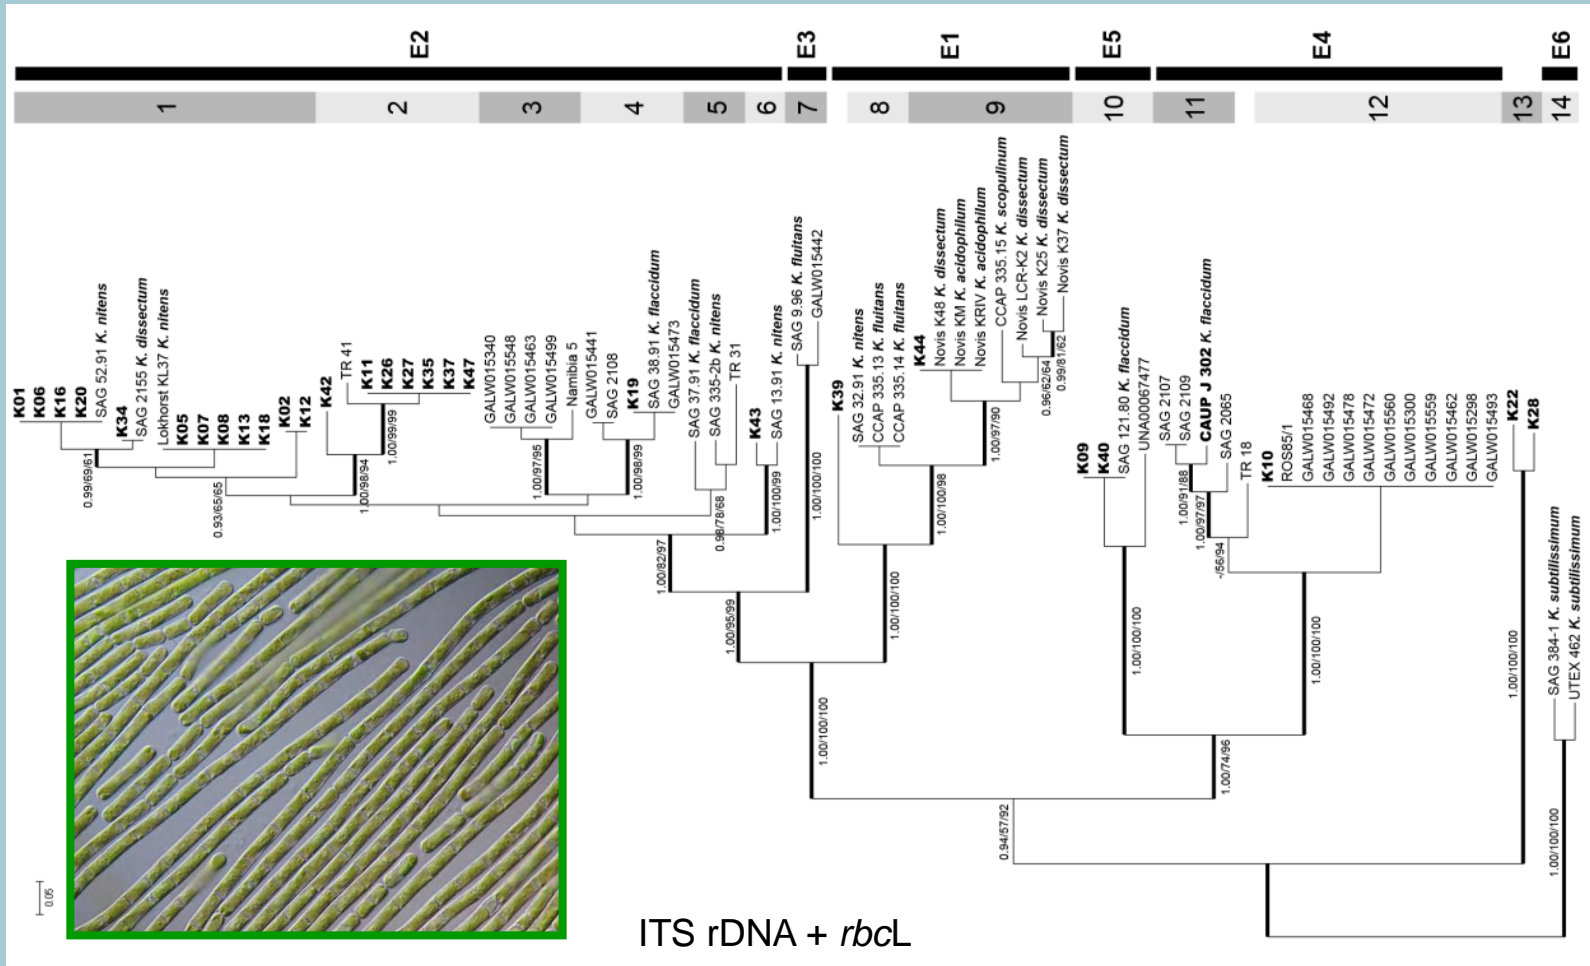 E2
E3
E1
E5
E4
E6
1
2
3
4
5
6
7
8
9
10
11
12
13
14
K01
K06
K16
K20
SAG 52.91 K. nitens
K34
SAG 2155 K. dissectum
Lokhorst KL37 K. nitens
K05
K07
K08
K13
K18
K02
K12
K42
TR 41
K11
K26
K27
K35
K37
K47
GALW015340
GALW015548
GALW015463
GALW015499
Namibia 5
GALW015441
SAG 2108
K19
SAG 38.91 K. flaccidum
GALW015473
SAG 37.91 K. flaccidum
SAG 335-2b K. nitens
TR 31
K43
SAG 13.91 K. nitens
SAG 9.96 K. fluitans
GALW015442
K39
SAG 32.91 K. nitens
CCAP 335.13 K. fluitans
CCAP 335.14 K. fluitans
K44
Novis K48 K. dissectum
Novis KM K. acidophilum
Novis KRIV K. acidophilum
CCAP 335.15 K. scopulinum
Novis LCR-K2 K. dissectum
Novis K25 K. dissectum
Novis K37 K. dissectum
K09
K40
SAG 121.80 K. flaccidum
UNA00067477
SAG 2107
SAG 2109
CAUP J 302 K. flaccidum
SAG 2065
TR 18
K10
ROS85/1
GALW015468
GALW015492
GALW015478
GALW015472
GALW015560
GALW015300
GALW015559
GALW015462
GALW015298
GALW015493
K22
K28
SAG 384-1 K. subtilissimum
UTEX 462 K. subtilissimum
0.99/69/61
0.93/65/65
1.00/98/94
1.00/99/99
1.00/97/95
1.00/98/99
0.98/78/68
1.00/100/99
1.00/82/97
1.00/100/100
1.00/95/99
1.00/100/98
1.00/97/90
0.96/62/64
0.99/81/62
1.00/100/100
1.00/100/100
1.00/100/100
1.00/91/88
1.00/97/97
-/56/94
1.00/100/100
1.00/74/96
0.94/57/92
1.00/100/100
1.00/100/100
0.05
ITS rDNA + rbcL